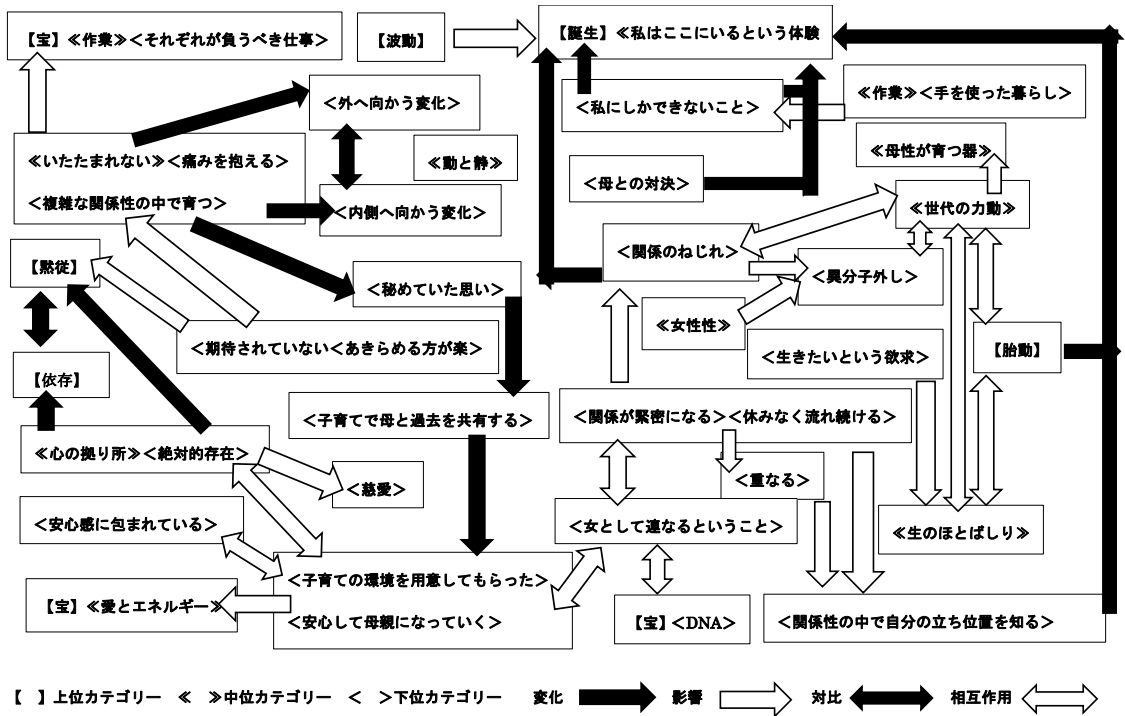 【宝】≪作業≫＜それぞれが負うべき仕事＞
【波動】
【誕生】≪私はここにいるという体験
＜外へ向かう変化＞
＜私にしかできないこと＞
≪作業≫＜手を使った暮らし＞
≪いたたまれない≫＜痛みを抱える＞
＜複雑な関係性の中で育つ＞
≪動と静≫
≪母性が育つ器≫
＜母との対決＞
＜内側へ向かう変化＞
≪世代の力動≫
【黙従】
＜関係のねじれ＞
＜異分子外し＞
＜秘めていた思い＞
≪女性性≫
＜期待されていない＜あきらめる方が楽＞
＜生きたいという欲求＞
【胎動】
【依存】
＜子育てで母と過去を共有する＞
＜関係が緊密になる＞＜休みなく流れ続ける＞
≪心の拠り所≫＜絶対的存在＞
＜慈愛＞
＜重なる＞
＜安心感に包まれている＞
＜女として連なるということ＞
≪生のほとばしり≫
＜子育ての環境を用意してもらった＞
＜安心して母親になっていく＞
【宝】≪愛とエネルギー≫
【宝】＜DNA＞
＜関係性の中で自分の立ち位置を知る＞
【　】上位カテゴリー　≪　≫中位カテゴリー　＜　＞下位カテゴリー　変化　影響　対比　相互作用